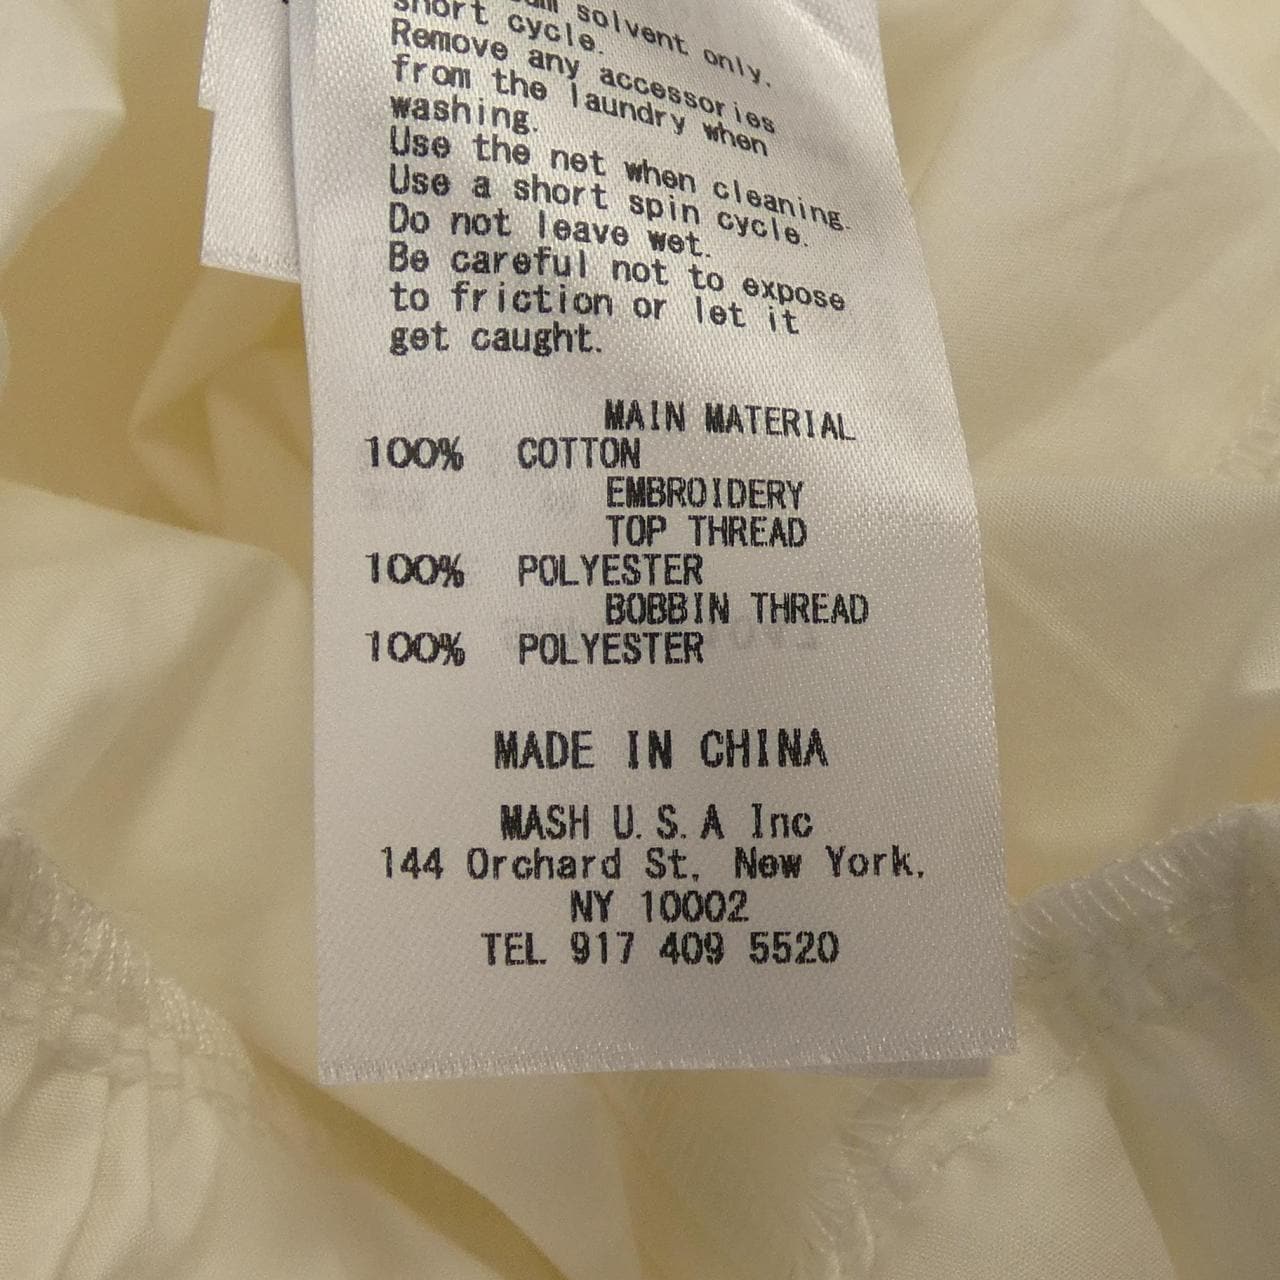 solvent only.
short cycle.
Remove any accessories
from the laundry when
washing.
Use the net when cleaning.
Use a short spin cycle.
Do not leave wet.
Be careful not to expose
to friction or let it
get caught.
MAIN MATERIAL
100% COTTON
EMBROIDERY
TOP THREAD
100% POLYESTER
BOBBIN THREAD
100% POLYESTER
MADE IN CHINA
MASH U.S.A Inc
144 Orchard St, New York,
NY 10002
TEL 917 409 5520